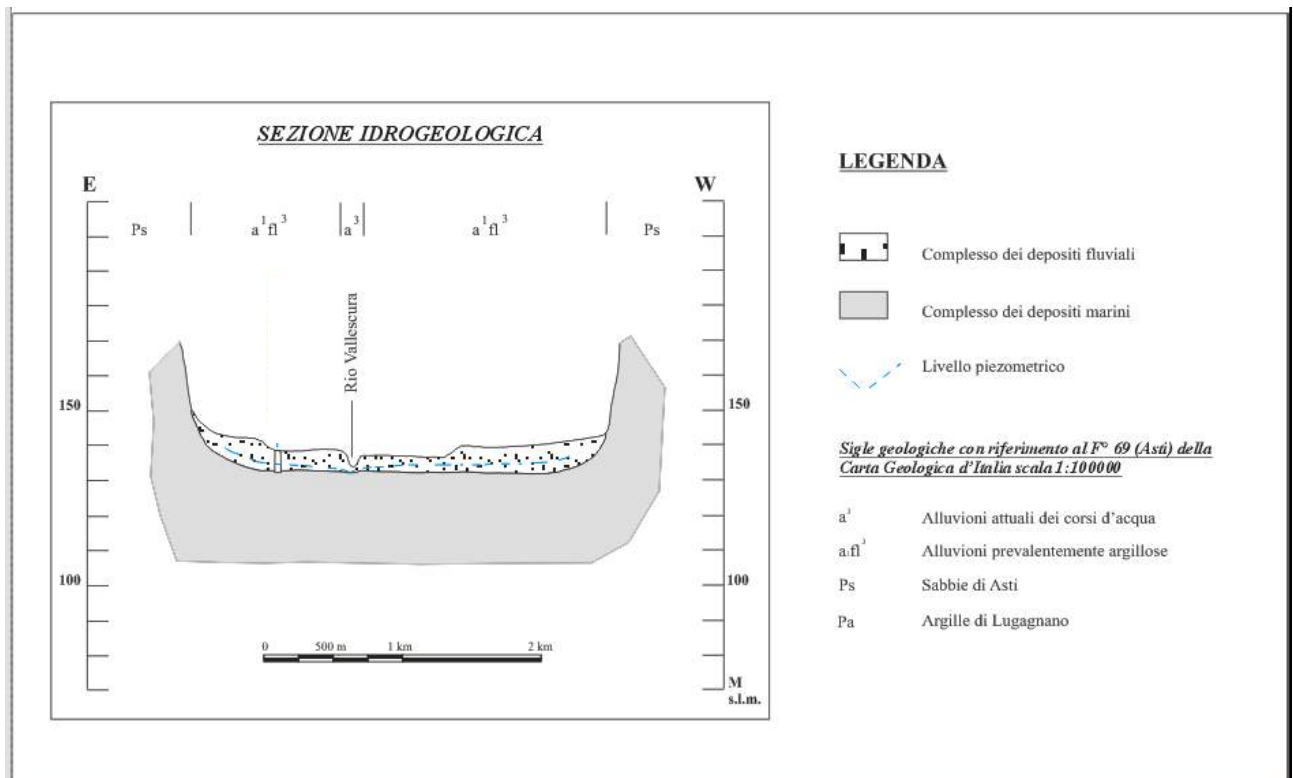 SEZIONE IDROGEOLOGICA
E
W
Ps
a¹fl³
a³
a¹fl³
Ps
Rio Vallescura
150
150
100
100
0 500 m 1 km 2 km
M
s.l.m.
LEGENDA
Complesso dei depositi fluviali
Complesso dei depositi marini
Livello piezometrico
Sigle geologiche con riferimento al F° 69 (Asti) della
Carta Geologica d'Italia scala 1:100000
a³ Alluvioni attuali dei corsi d'acqua
a₁fl³ Alluvioni prevalentemente argillose
Ps Sabbie di Asti
Pa Argille di Lugagnano